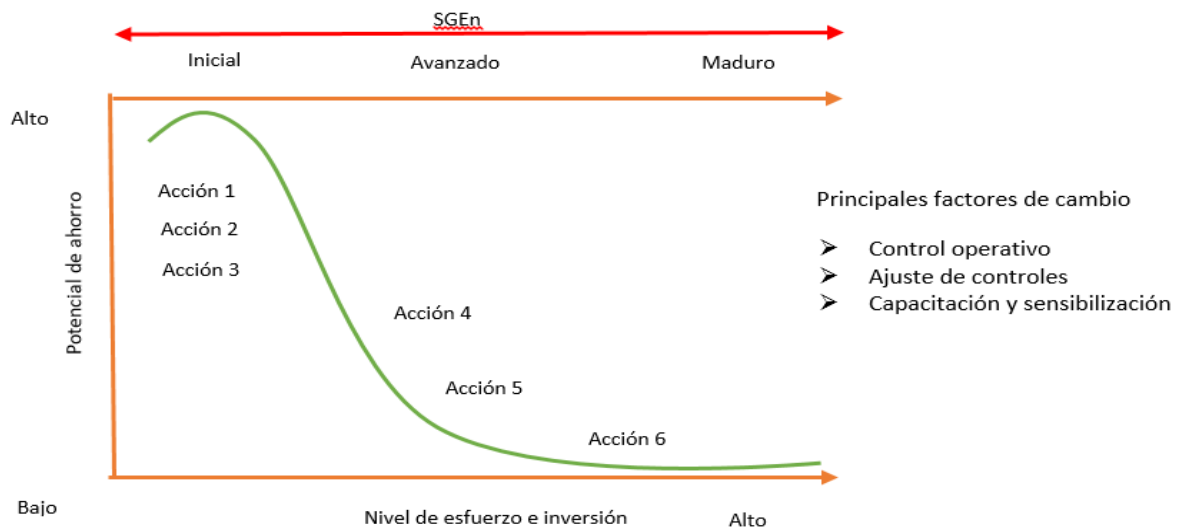 SGEn
Inicial Avanzado Maduro
Alto
Potencial de ahorro
Acción 1
Acción 2
Acción 3
Acción 4
Acción 5
Acción 6
Principales factores de cambio
➤ Control operativo
➤ Ajuste de controles
➤ Capacitación y sensibilización
Bajo
Nivel de esfuerzo e inversión
Alto